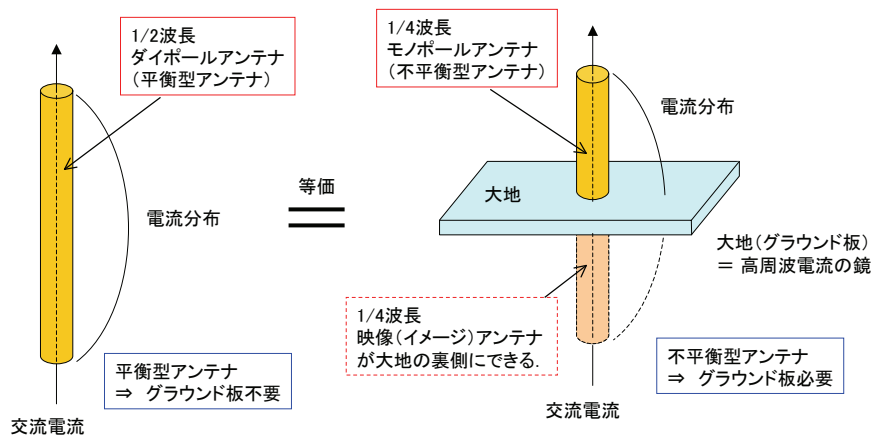 1/2波長
ダイポールアンテナ
(平衡型アンテナ)
電流分布
平衡型アンテナ
⇒ グラウンド板不要
交流電流
等価
1/4波長
モノポールアンテナ
(不平衡型アンテナ)
電流分布
大地
大地(グラウンド板)
= 高周波電流の鏡
1/4波長
映像(イメージ)アンテナ
が大地の裏側にできる.
不平衡型アンテナ
⇒ グラウンド板必要
交流電流